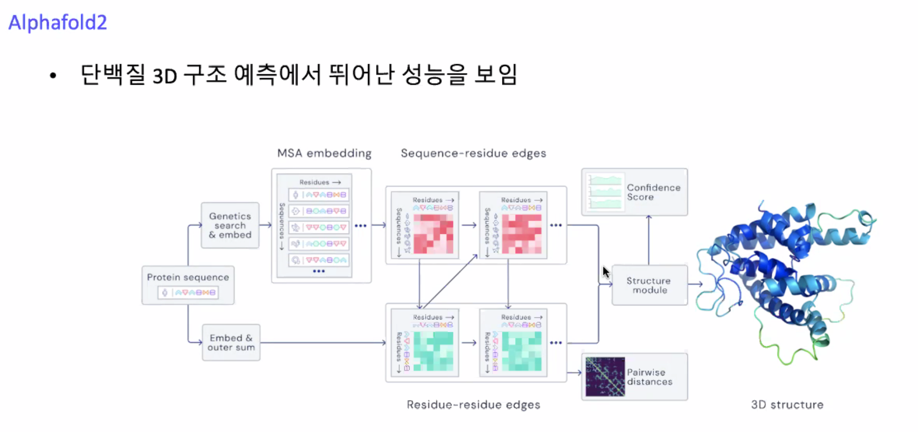 Alphafold2
• 단백질 3D 구조 예측에서 뛰어난 성능을 보임
MSA embedding
Sequence-residue edges
Residues →
Sequences →
Genetics
search
& embed
Protein sequence
Embed &
outer sum
Residues →
Sequences →
Residues →
Sequences →
Confidence
Score
Structure
module
Residues →
Residues →
Residues →
Residues →
Pairwise
distances
Residue-residue edges
3D structure